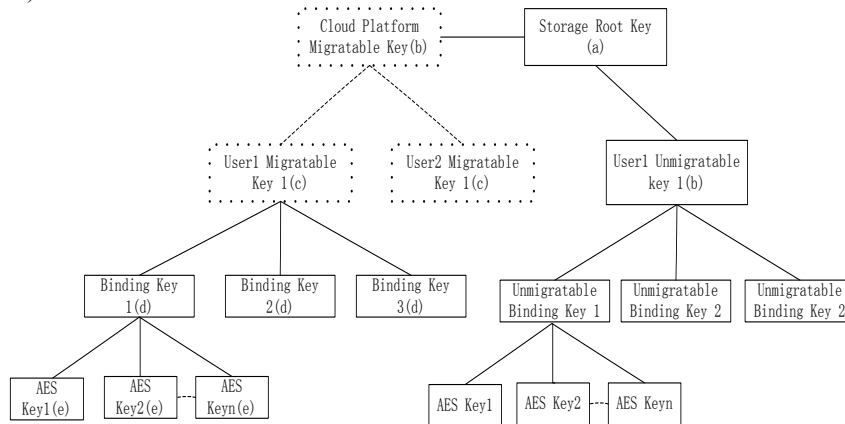 Cloud Platform
Migratable Key(b)
Storage Root Key
(a)
User1 Migratable
Key 1(c)
User2 Migratable
Key 1(c)
User1 Unmigratable
key 1(b)
Binding Key
1(d)
Binding Key
2(d)
Binding Key
3(d)
Unmigratable
Binding Key 1
Unmigratable
Binding Key 2
Unmigratable
Binding Key 2
AES
Key1(e)
AES
Key2(e)
AES
Keyn(e)
AES Key1
AES Key2
AES Keyn